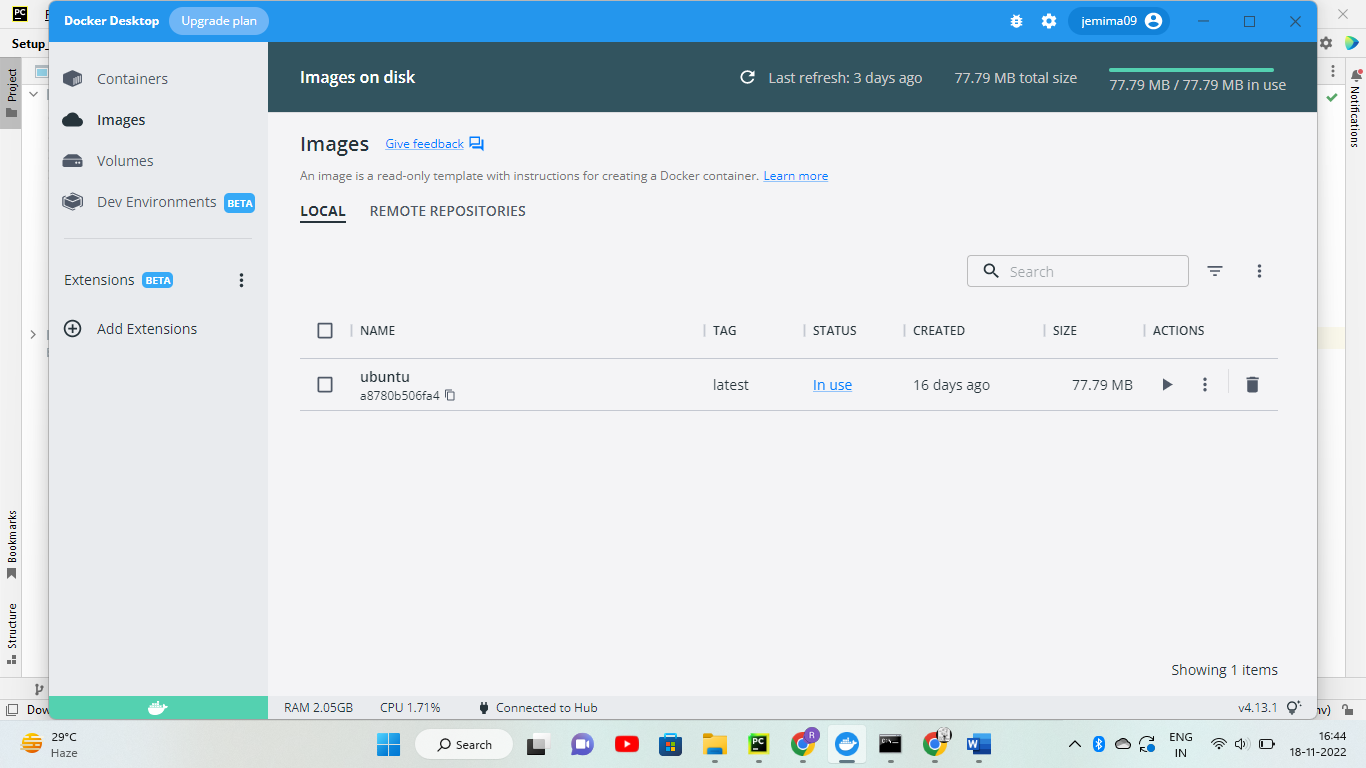 PC
Docker Desktop
Upgrade plan
jemima09
Setup_
Project
Bookmarks
Structure
Notifications
Containers
Images
Volumes
Dev Environments BETA
Extensions BETA
Add Extensions
Images on disk
Last refresh: 3 days ago
77.79 MB total size
77.79 MB / 77.79 MB in use
Images Give feedback
An image is a read-only template with instructions for creating a Docker container. Learn more
LOCAL REMOTE REPOSITORIES
Search
NAME TAG STATUS CREATED SIZE ACTIONS
ubuntu latest In use 16 days ago 77.79 MB
a8780b506fa4
Showing 1 items
RAM 2.05GB CPU 1.71% Connected to Hub v4.13.1
Dow
nv)
29°C
Haze
Search
R
PC
W
ENG
IN
16:44
18-11-2022